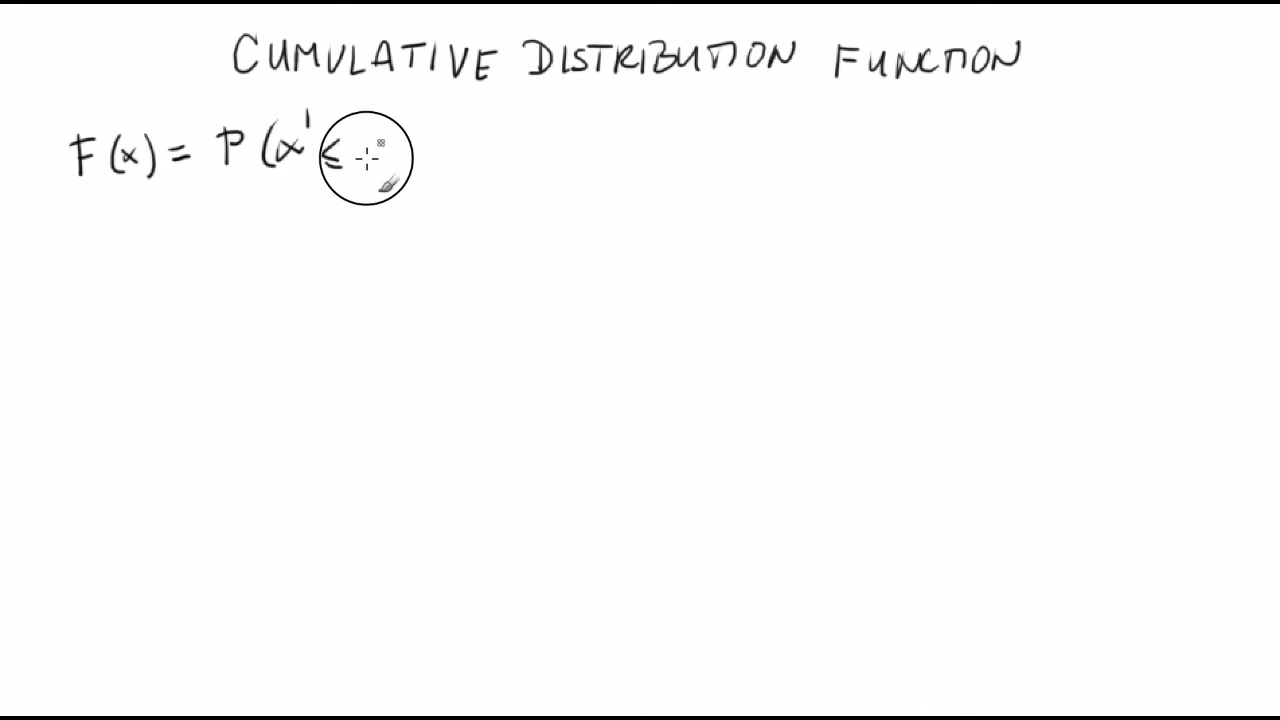 CUMULATIVE DISTRIBUTION FUNCTION
F(x) = P(x' ≤